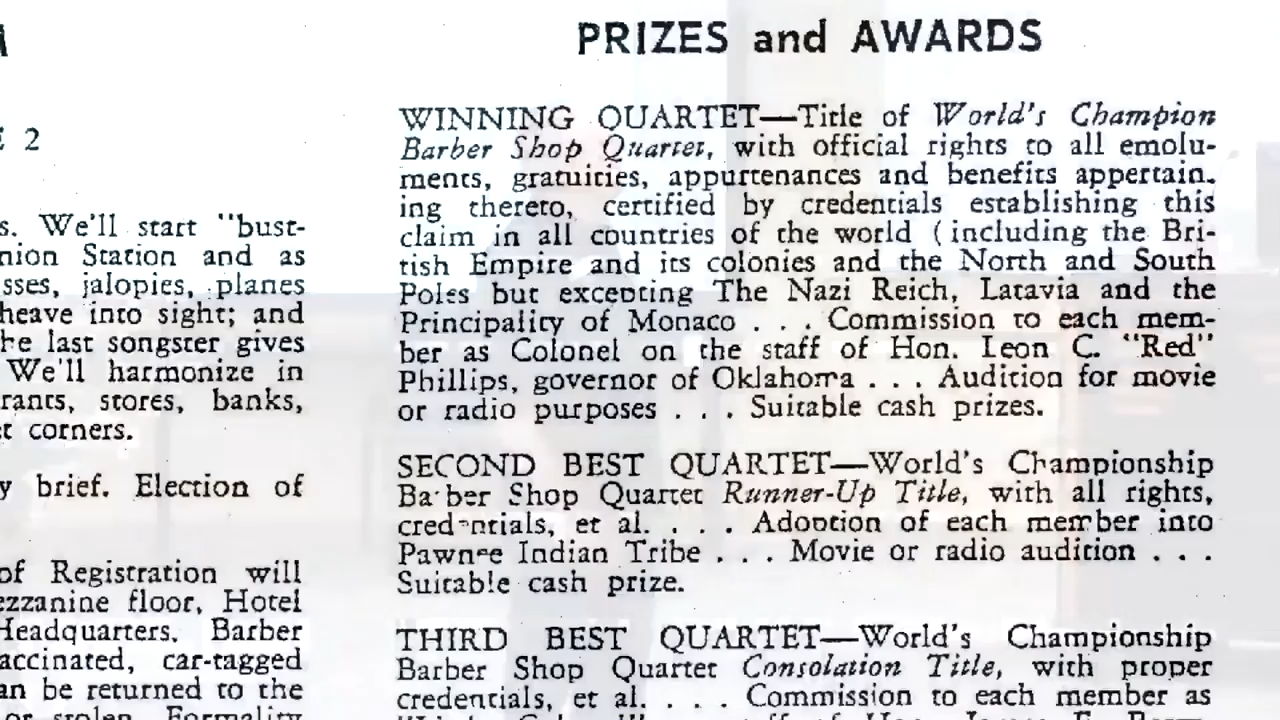 E 2
s. We'll start "bust-
nion Station and as
sses, jalopies, planes
heave into sight; and
he last songster gives
We'll harmonize in
rants, stores, banks,
t corners.
y brief. Election of
of Registration will
ezzanine floor, Hotel
Headquarters. Barber
accinated, car-tagged
an be returned to the
or stolen. Formality
PRIZES and AWARDS
WINNING QUARTET—Title of World's Champion
Barber Shop Quartet, with official rights to all emolu-
ments, gratuities, appurtenances and benefits appertain.
ing thereto, certified by credentials establishing this
claim in all countries of the world (including the Bri-
tish Empire and its colonies and the North and South
Poles but excepting The Nazi Reich, Latavia and the
Principality of Monaco . . . Commission to each mem-
ber as Colonel on the staff of Hon. Leon C. "Red"
Phillips, governor of Oklahoma . . . Audition for movie
or radio purposes . . . Suitable cash prizes.
SECOND BEST QUARTET—World's Championship
Barber Shop Quartet Runner-Up Title, with all rights,
credentials, et al. . . . Adoption of each member into
Pawnee Indian Tribe . . . Movie or radio audition . . .
Suitable cash prize.
THIRD BEST QUARTET—World's Championship
Barber Shop Quartet Consolation Title, with proper
credentials, et al. . . . Commission to each member as